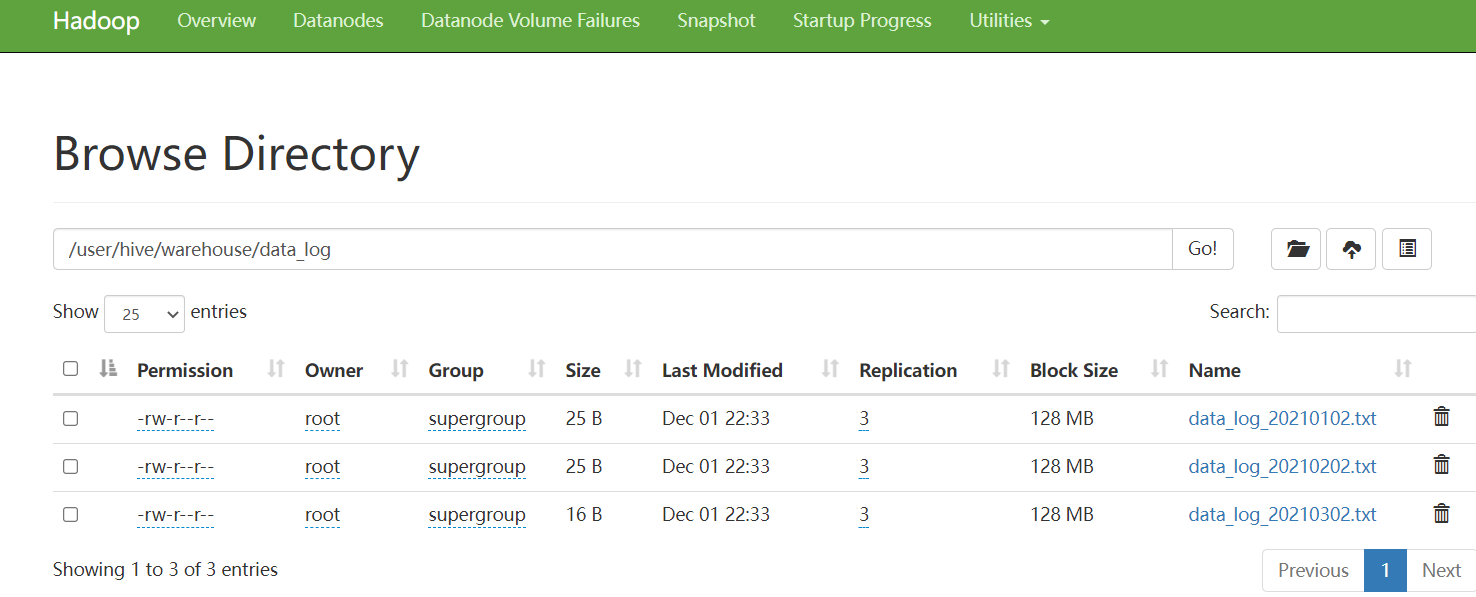 Hadoop Overview Datanodes Datanode Volume Failures Snapshot Startup Progress Utilities
Browse Directory
/user/hive/warehouse/data_log Go!
Show 25 entries Search:
Permission Owner Group Size Last Modified Replication Block Size Name
-rw-r--r-- root supergroup 25 B Dec 01 22:33 3 128 MB data_log_20210102.txt
-rw-r--r-- root supergroup 25 B Dec 01 22:33 3 128 MB data_log_20210202.txt
-rw-r--r-- root supergroup 16 B Dec 01 22:33 3 128 MB data_log_20210302.txt
Showing 1 to 3 of 3 entries Previous 1 Next